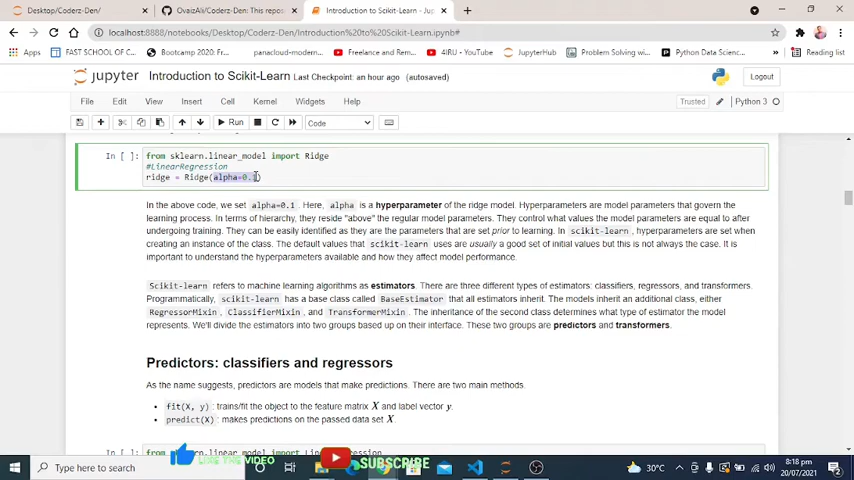 Desktop/Coderz-Den/
OvaizAli/Coderz-Den: This repos
Introduction to Scikit-Learn - Jup
localhost:8888/notebooks/Desktop/Coderz-Den/Introduction%20to%20Scikit-Learn.ipynb#
Apps
FAST SCHOOL OF C...
Bootcamp 2020: Hom...
panacloud-modern...
Freelance and Rem...
4IRU - YouTube
JupyterHub
Problem Solving wi...
Python Data Scienc...
Reading list
jupyter Introduction to Scikit-Learn Last Checkpoint: an hour ago (autosaved)
Logout
File Edit View Insert Cell Kernel Widgets Help
Trusted
Python 3
Run
Code
In [ ]: from sklearn.linear_model import Ridge
#LinearRegression
ridge = Ridge(alpha=0.1)
In the above code, we set alpha=0.1. Here, alpha is a hyperparameter of the ridge model. Hyperparameters are model parameters that govern the
learning process. In terms of hierarchy, they reside "above" the regular model parameters. They control what values the model parameters are equal to after
undergoing training. They can be easily identified as they are the parameters that are set prior to learning. In scikit-learn, hyperparameters are set when
creating an instance of the class. The default values that scikit-learn uses are usually a good set of initial values but this is not always the case. It is
important to understand the hyperparameters available and how they affect model performance.
Scikit-learn refers to machine learning algorithms as estimators. There are three different types of estimators: classifiers, regressors, and transformers.
Programmatically, scikit-learn has a base class called BaseEstimator that all estimators inherit. The models inherit an additional class, either
RegressorMixin, ClassifierMixin, or TransformerMixin. The inheritance of the second class determines what type of estimator the model
represents. We'll divide the estimators into two groups based up on their interface. These two groups are predictors and transformers.
Predictors: classifiers and regressors
As the name suggests, predictors are models that make predictions. There are two main methods.
fit(X, y): trains/fit the object to the feature matrix X and label vector y.
predict(X): makes predictions on the passed data set X.
In [ ]: from sklearn.linear_model import LinearRegression
LIKE THE VIDEO
SUBSCRIBE
Type here to search
30°C
8:18 pm
20/07/2021